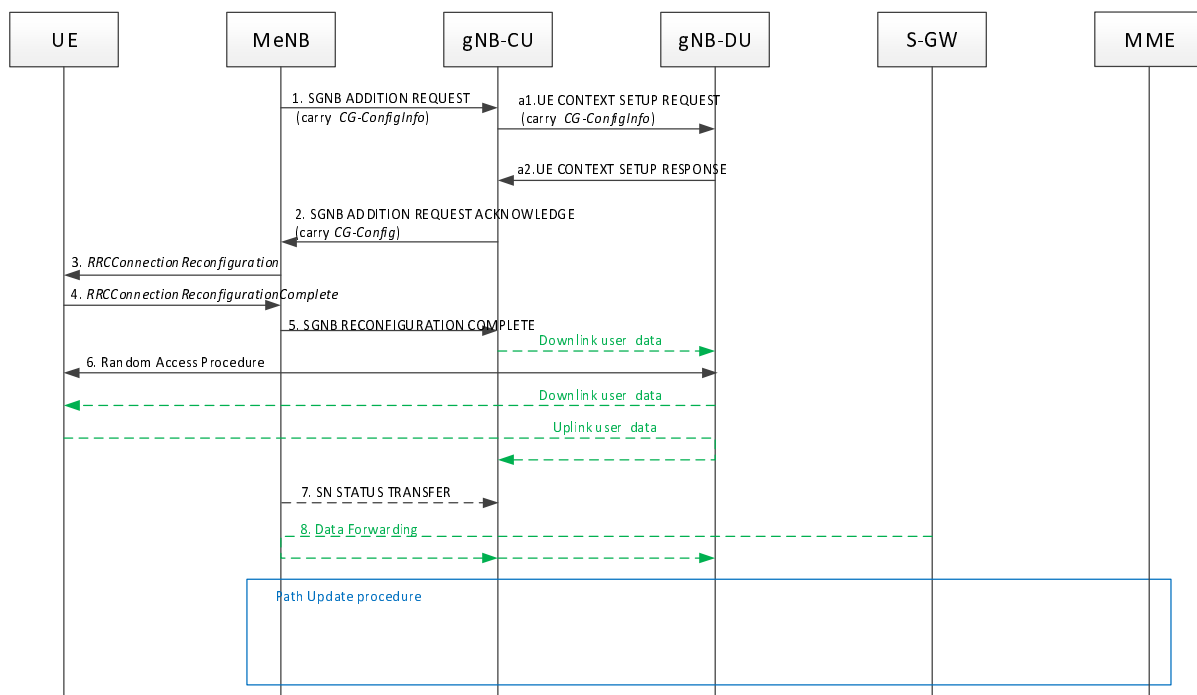 UE MeNB gNB-CU gNB-DU S-GW MME
1. SGNB ADDITION REQUEST
(carry CG-ConfigInfo)
a1.UE CONTEXT SETUP REQUEST
(carry CG-ConfigInfo)
a2.UE CONTEXT SETUP RESPONSE
2. SGNB ADDITION REQUEST ACKNOWLEDGE
(carry CG-Config)
3. RRCConnectionReconfiguration
4. RRCConnectionReconfigurationComplete
5. SGNB RECONFIGURATION COMPLETE
Downlink user data
6. Random Access Procedure
Downlink user data
Uplink user data
7. SN STATUS TRANSFER
8. Data Forwarding
Path Update procedure